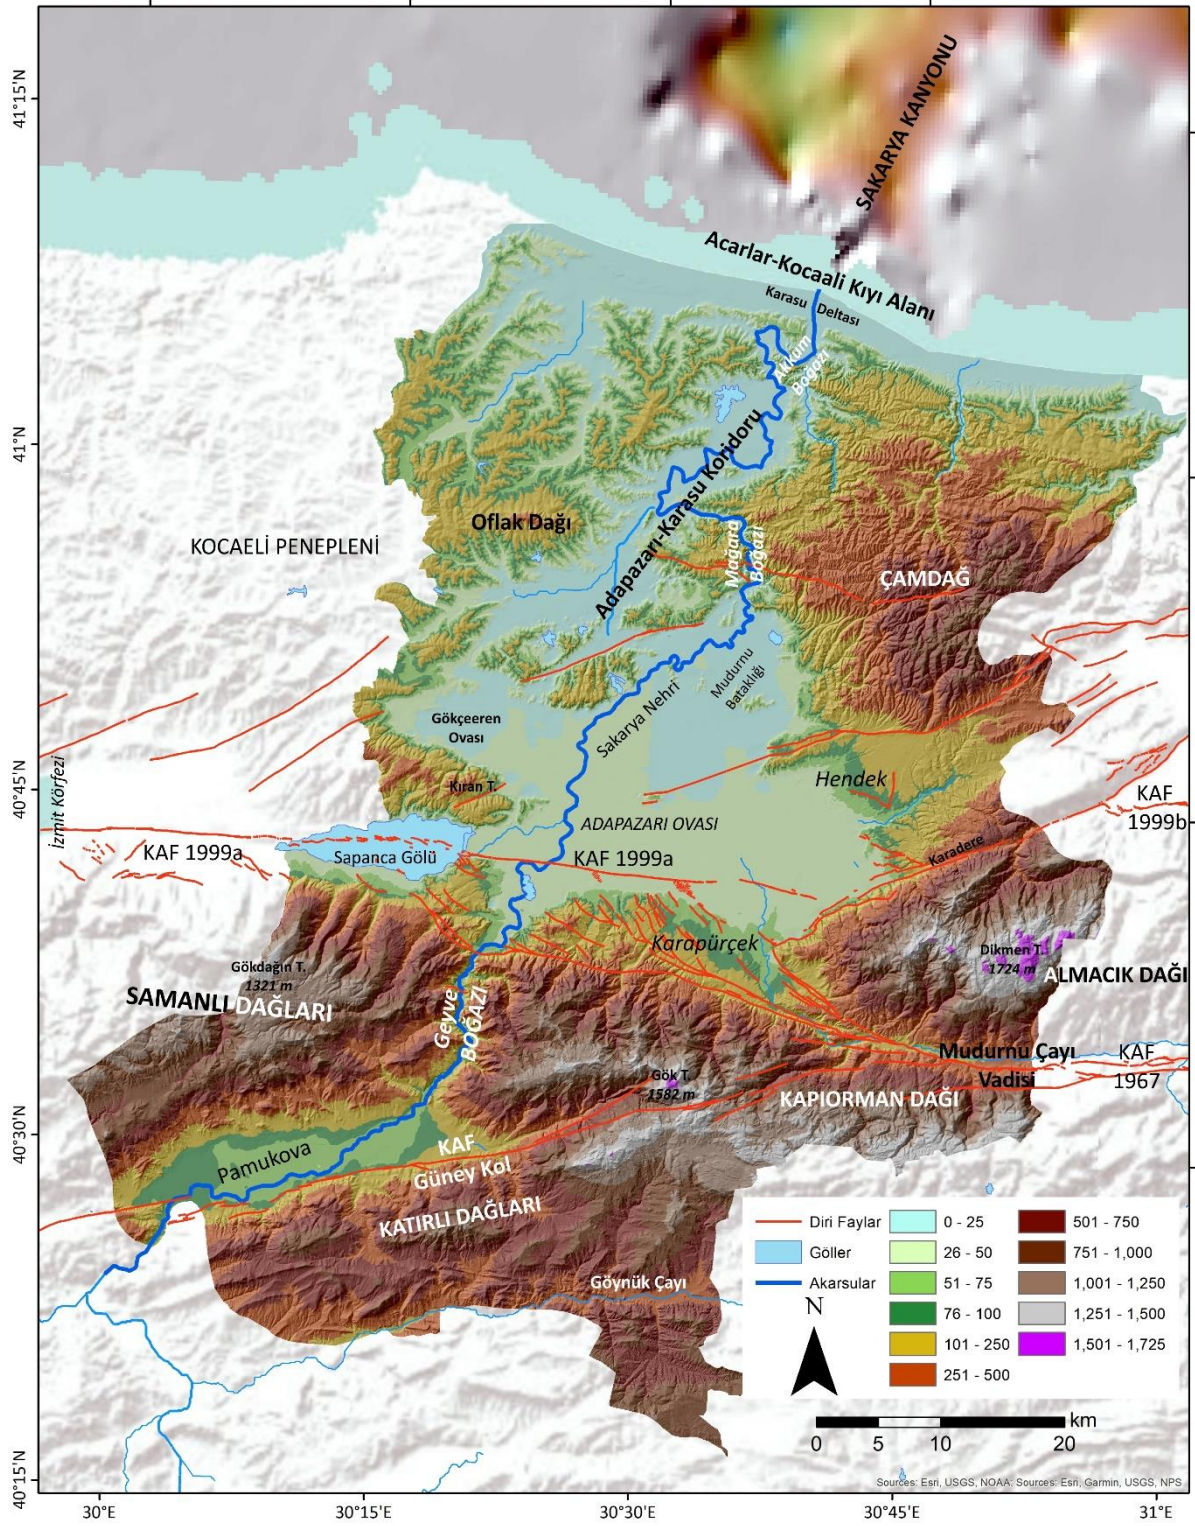 41°15'N
SAKARYA KANYONU
Acarlar-Kocaali Kıyı Alanı
Karasu
Deltası
Akkum
Boğazı
41°N
Adapazarı-Karasu Koridoru
Oflak Dağı
KOCAELİ PENEPLENİ
Mağara
Boğazı
ÇAMDAĞ
Mudurnu
Bataklığı
Sakarya Nehri
Gökçeeren
Ovası
40°45'N
İzmit Körfezi
Kıran T.
Hendek
KAF
1999b
ADAPAZARI OVASI
KAF 1999a
Sapanca Gölü
KAF 1999a
Karadere
Karapürçek
Dikmen T.
1724 m
ALMACIK DAĞI
Gökdağın T.
1321 m
SAMANLI DAĞLARI
Geyve
BOĞAZI
Mudurnu Çayı
Vadisi
KAF
1967
Gök T.
1582 m
KAPIORMAN DAĞI
40°30'N
Pamukova
KAF
Güney Kol
KATIRLI DAĞLARI
Göynük Çayı
Diri Faylar
Göller
Akarsular
N
0 - 25
26 - 50
51 - 75
76 - 100
101 - 250
251 - 500
501 - 750
751 - 1,000
1,001 - 1,250
1,251 - 1,500
1,501 - 1,725
km
0 5 10 20
Sources: Esri, USGS, NOAA: Sources: Esri, Garmin, USGS, NPS
40°15'N
30°E 30°15'E 30°30'E 30°45'E 31°E